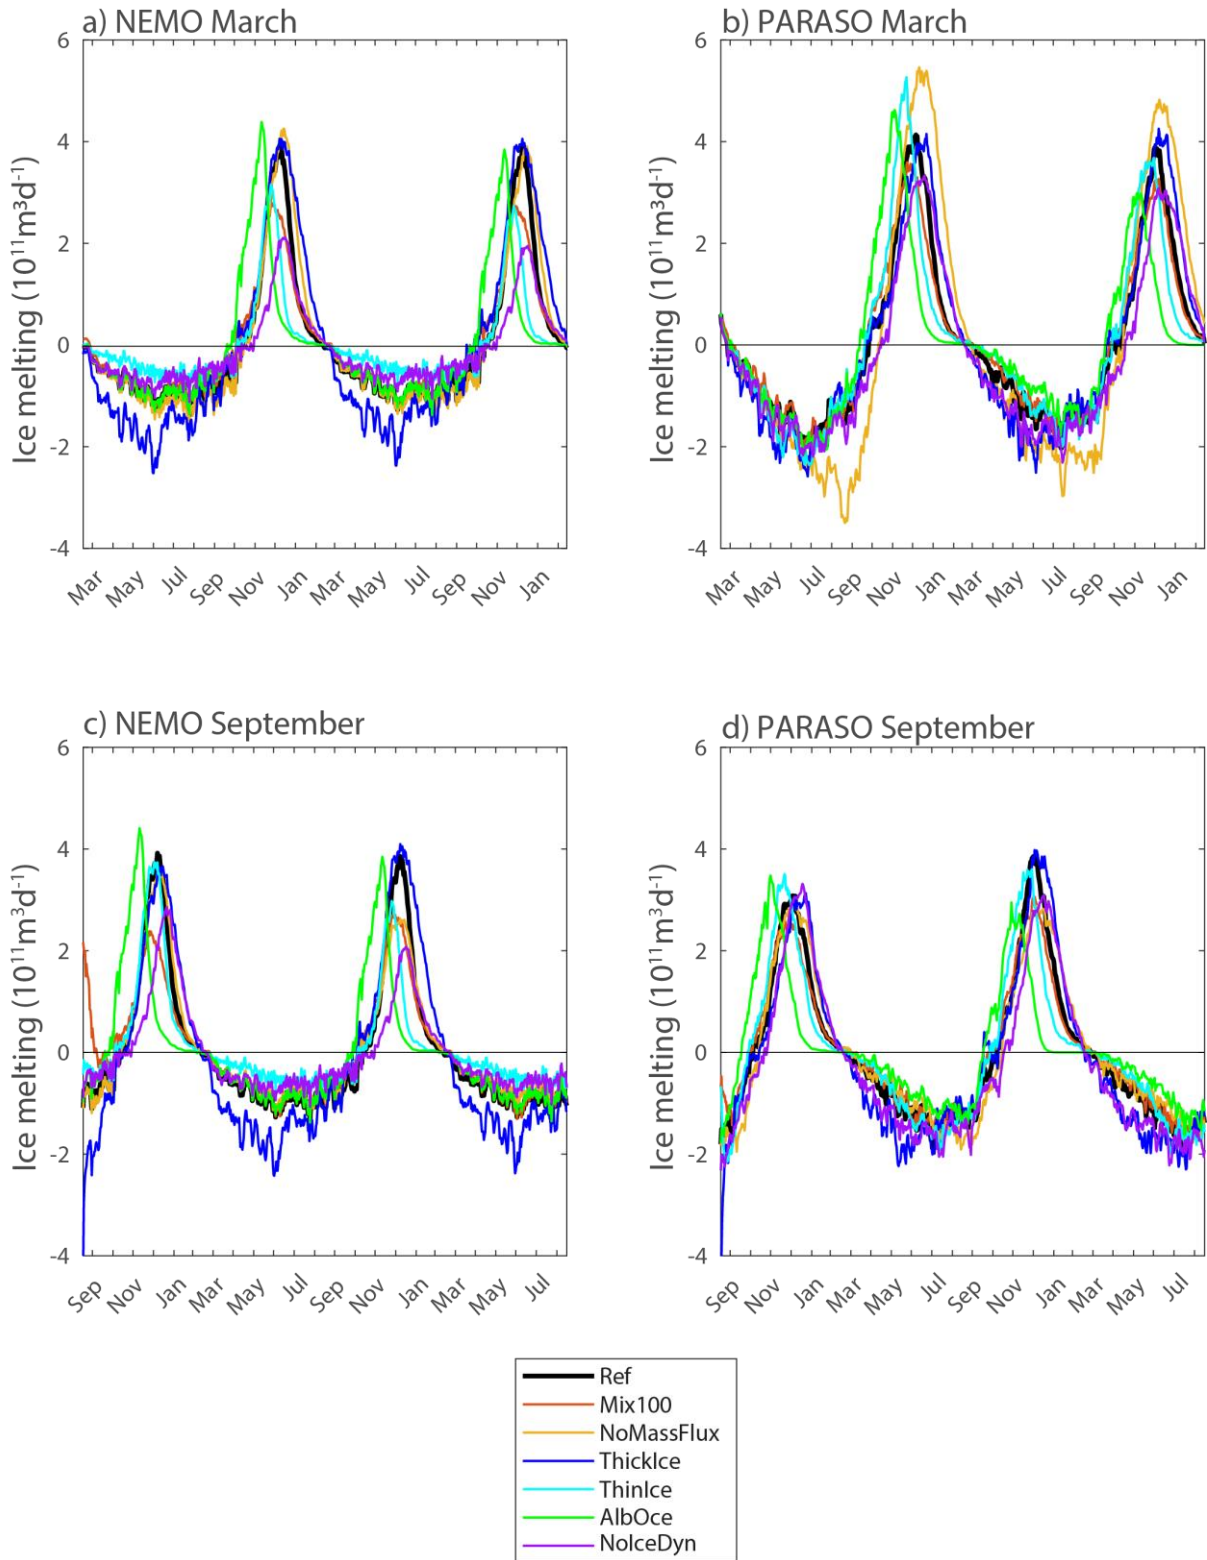 a) NEMO March
b) PARASO March
6
4
2
0
-2
-4
Ice melting (10¹¹m³d⁻¹)
Mar
May
Jul
Sep
Nov
Jan
Mar
May
Jul
Sep
Nov
Jan
6
4
2
0
-2
-4
Ice melting (10¹¹m³d⁻¹)
Mar
May
Jul
Sep
Nov
Jan
Mar
May
Jul
Sep
Nov
Jan
c) NEMO September
d) PARASO September
6
4
2
0
-2
-4
Ice melting (10¹¹m³d⁻¹)
Sep
Nov
Jan
Mar
May
Jul
Sep
Nov
Jan
Mar
May
Jul
6
4
2
0
-2
-4
Ice melting (10¹¹m³d⁻¹)
Sep
Nov
Jan
Mar
May
Jul
Sep
Nov
Jan
Mar
May
Jul
Ref
Mix100
NoMassFlux
ThickIce
ThinIce
AlbOce
NoIceDyn